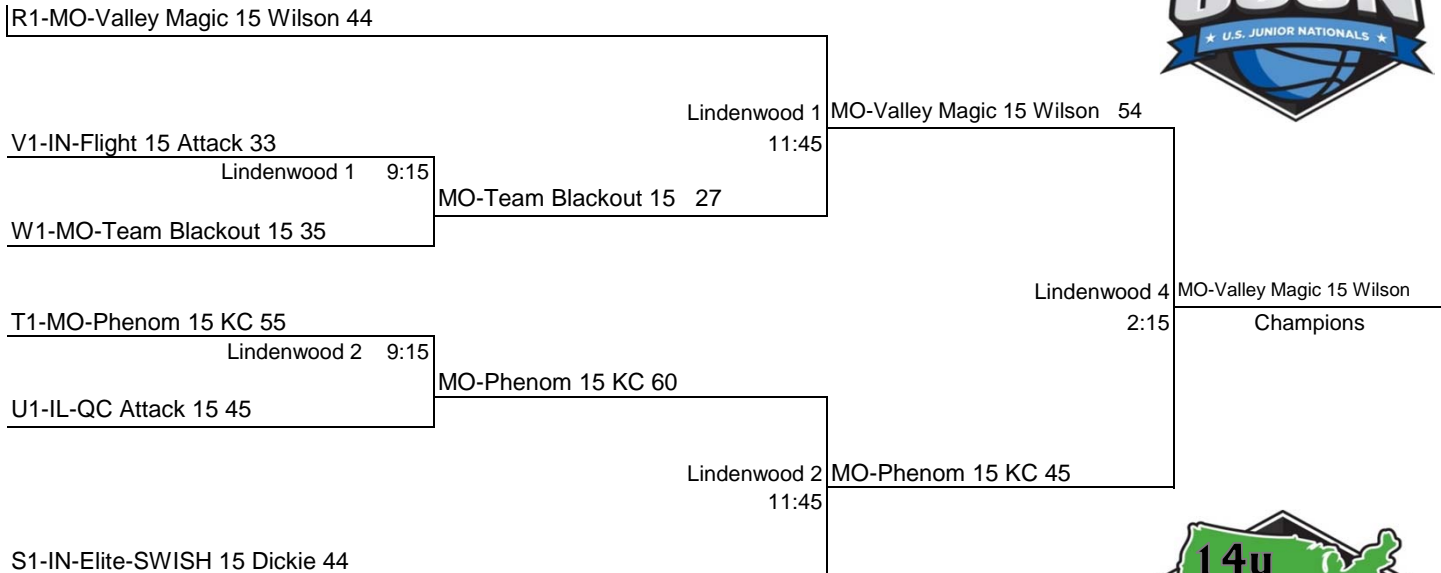 R1-MO-Valley Magic 15 Wilson 44
★ U.S. JUNIOR NATIONALS ★
Lindenwood 1 MO-Valley Magic 15 Wilson 54
V1-IN-Flight 15 Attack 33 11:45
Lindenwood 1 9:15
MO-Team Blackout 15 27
W1-MO-Team Blackout 15 35
Lindenwood 4 MO-Valley Magic 15 Wilson
T1-MO-Phenom 15 KC 55 2:15 Champions
Lindenwood 2 9:15
MO-Phenom 15 KC 60
U1-IL-QC Attack 15 45
Lindenwood 2 MO-Phenom 15 KC 45
11:45
S1-IN-Elite-SWISH 15 Dickie 44
14u